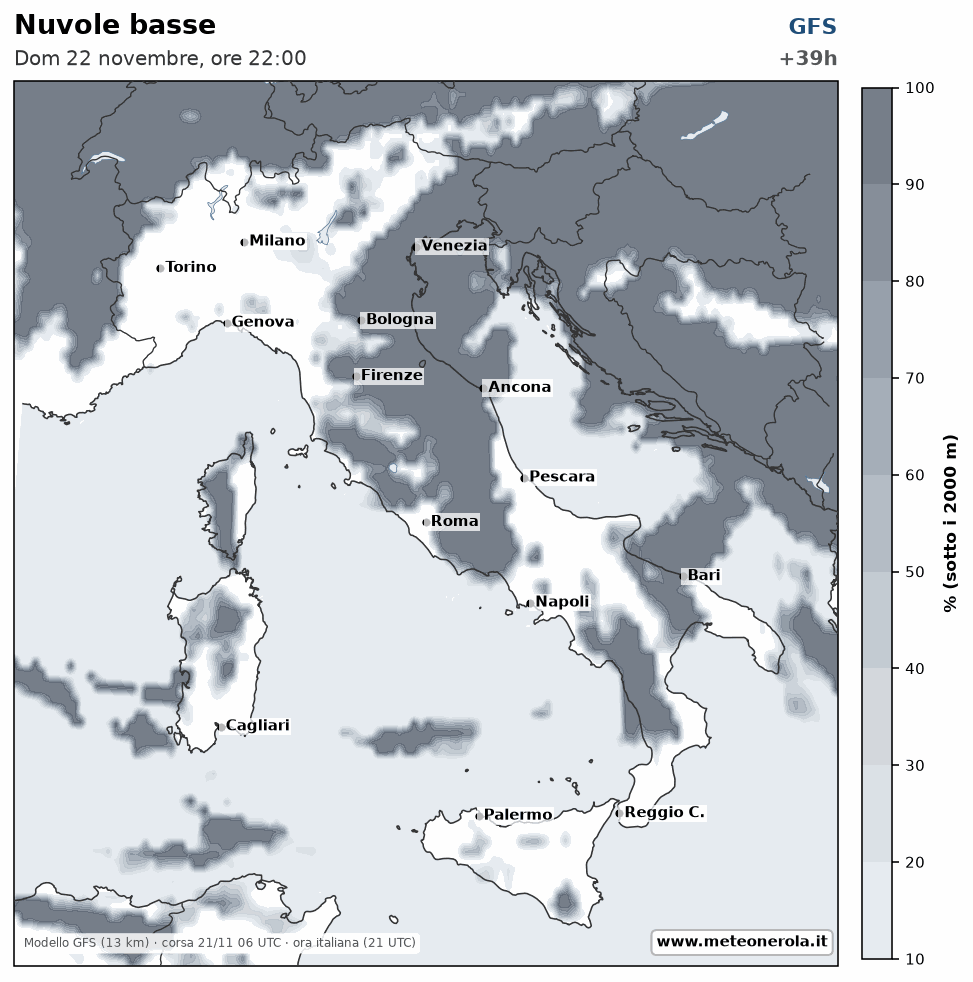 Nuvole basse
GFS
Dom 22 novembre, ore 22:00
+39h
Milano
Venezia
Torino
Genova
Bologna
Firenze
Ancona
Pescara
Roma
Bari
Napoli
Cagliari
Palermo
Reggio C.
100
90
80
70
60
50
40
30
20
10
% (sotto i 2000 m)
Modello GFS (13 km) · corsa 21/11 06 UTC · ora italiana (21 UTC)
www.meteonerola.it